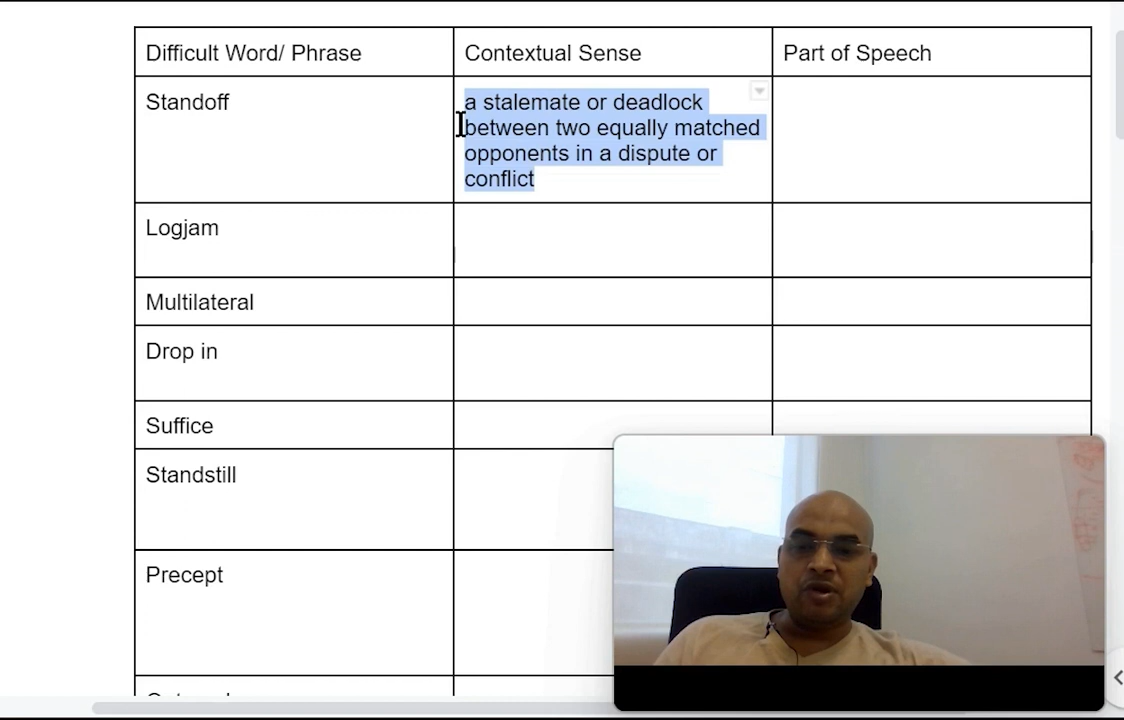 Difficult Word/ Phrase
Contextual Sense
Part of Speech
Standoff
a stalemate or deadlock
between two equally matched
opponents in a dispute or
conflict
Logjam
Multilateral
Drop in
Suffice
Standstill
Precept